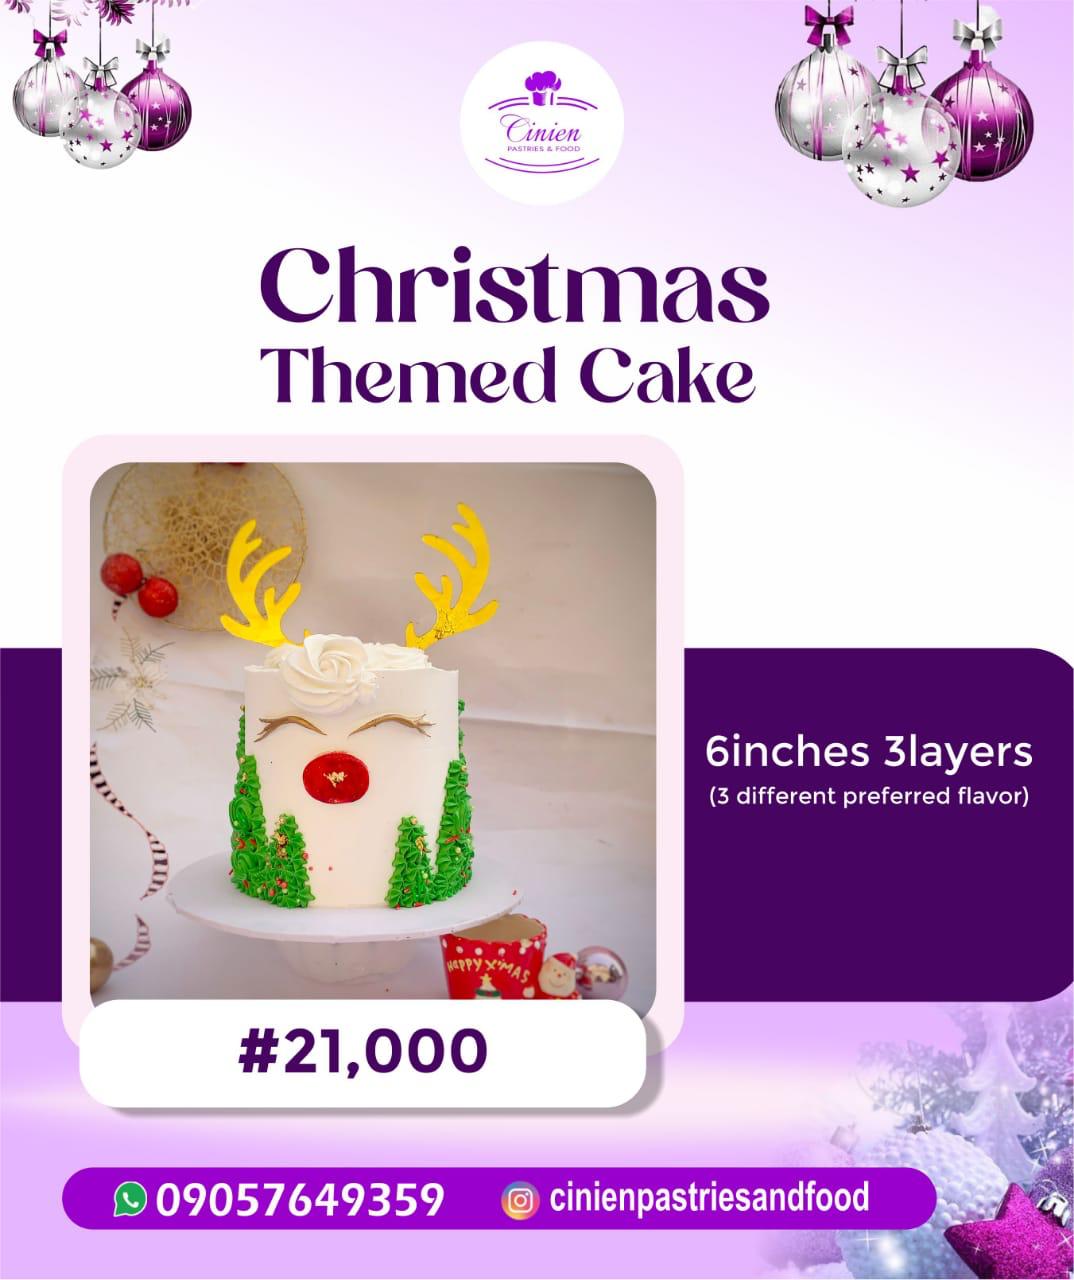 Cinien
PASTRIES & FOOD
Christmas
Themed Cake
6inches 3layers
(3 different preferred flavor)
HAPPY X'MAS
#21,000
09057649359
cinienpastriesandfood